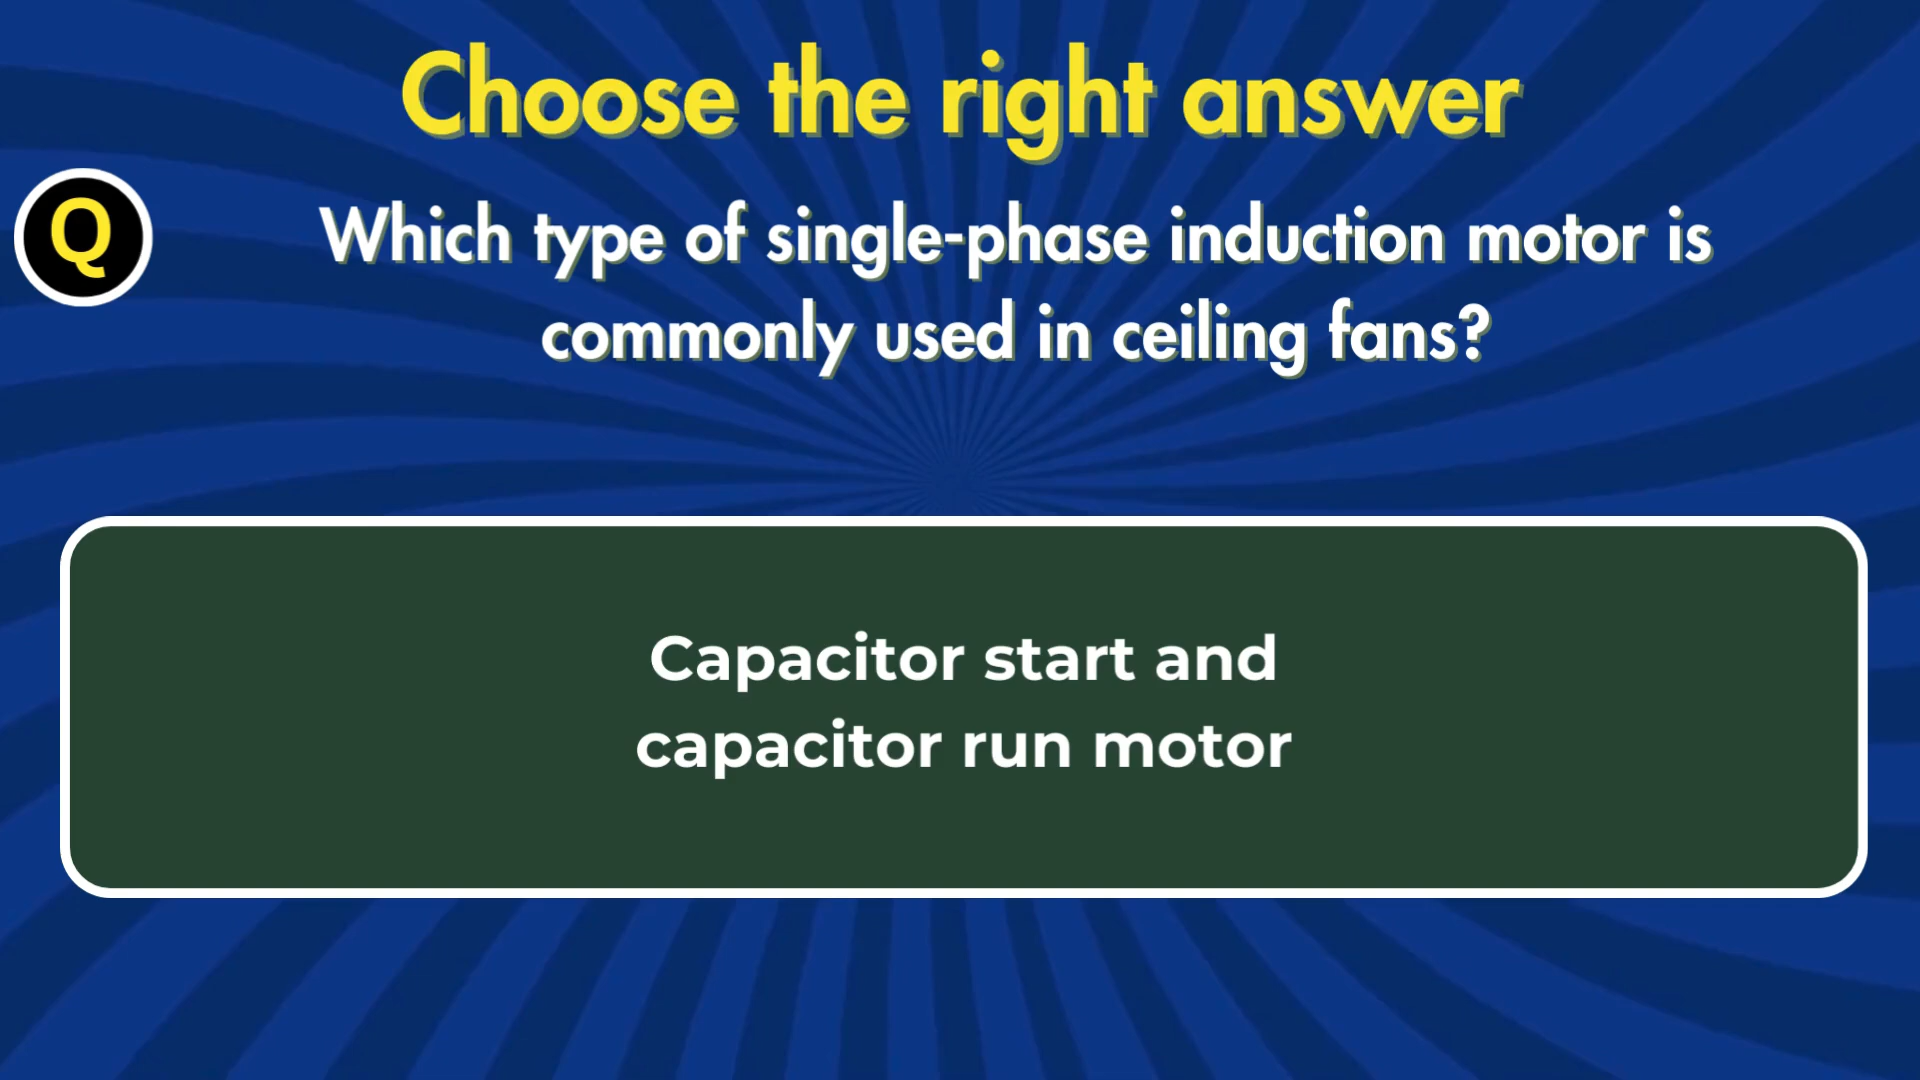 Choose the right answer
Q
Which type of single-phase induction motor is
commonly used in ceiling fans?
Capacitor start and
capacitor run motor